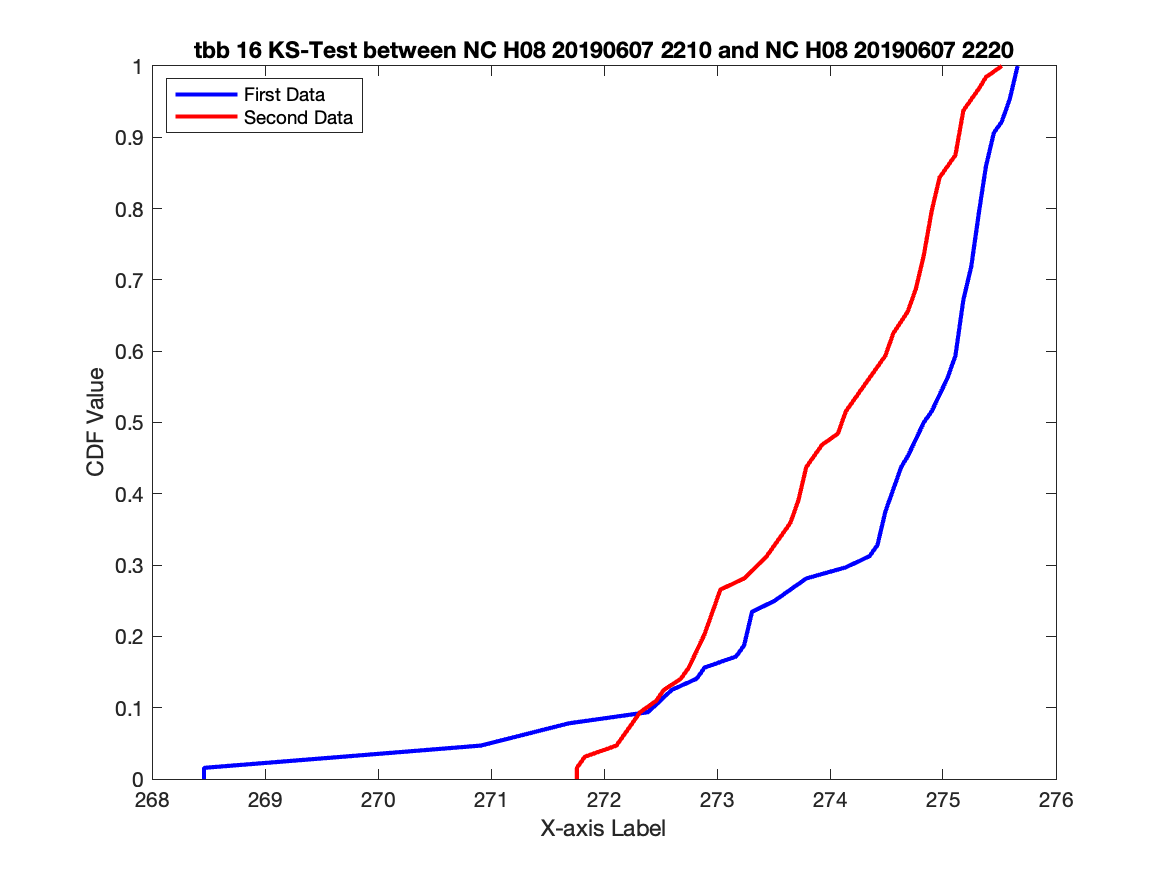 tbb 16 KS-Test between NC H08 20190607 2210 and NC H08 20190607 2220
First Data
Second Data
1
0.9
0.8
0.7
0.6
0.5
0.4
0.3
0.2
0.1
0
CDF Value
268 269 270 271 272 273 274 275 276
X-axis Label